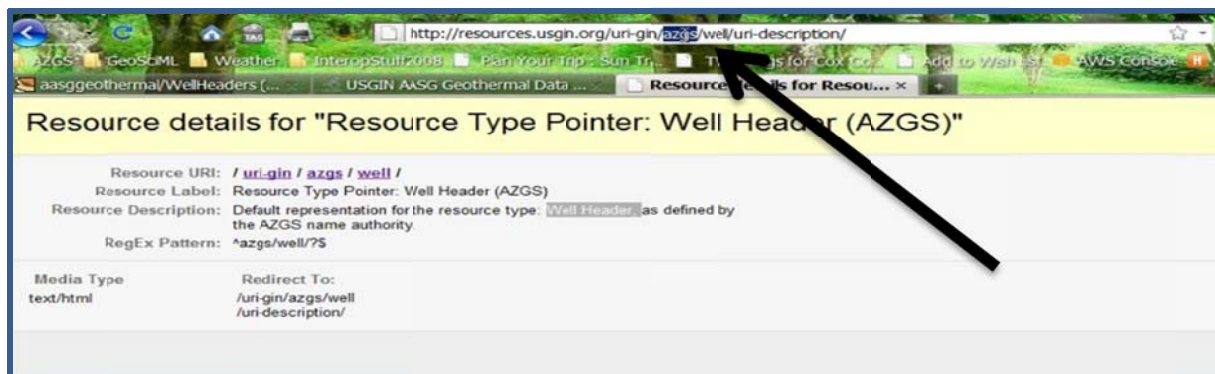 http://resources.usgin.org/uri-gin/azgs/well/uri-description/
AZGS GeoSciML Weather InteropStuff2008 Plan Your Trip - Sun Tr... for Cox Co... Add to Wish List AWS Console
aasggeothermal/WellHeaders (... USGIN AASG Geothermal Data ... Resource details for Resou... ×
Resource details for "Resource Type Pointer: Well Header (AZGS)"
Resource URI: / uri-gin / azgs / well /
Resource Label: Resource Type Pointer: Well Header (AZGS)
Resource Description: Default representation for the resource type: Well Header, as defined by
the AZGS name authority
RegEx Pattern: ^azgs/well/?$
Media Type Redirect To:
text/html /uri-gin/azgs/well
/uri-description/